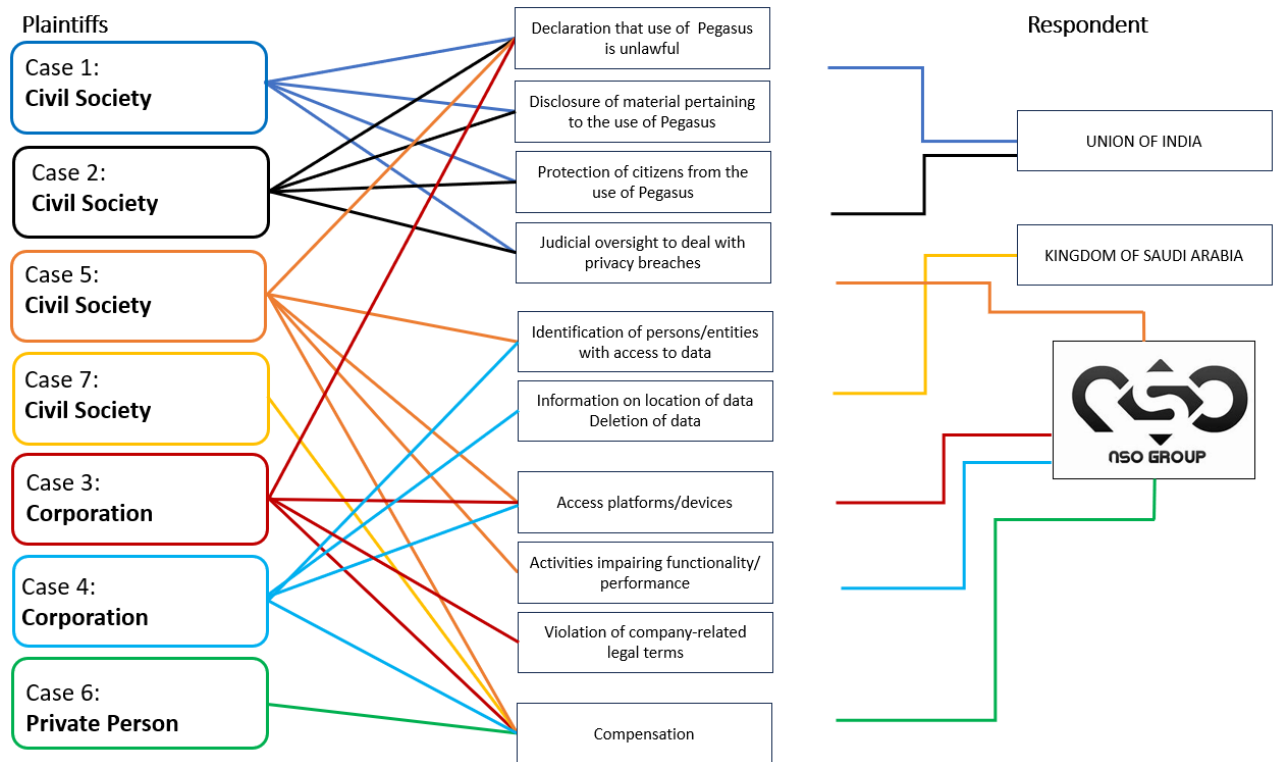 Plaintiffs
Respondent
Case 1:
Civil Society
Case 2:
Civil Society
Case 5:
Civil Society
Case 7:
Civil Society
Case 3:
Corporation
Case 4:
Corporation
Case 6:
Private Person
Declaration that use of Pegasus
is unlawful
Disclosure of material pertaining
to the use of Pegasus
Protection of citizens from the
use of Pegasus
Judicial oversight to deal with
privacy breaches
Identification of persons/entities
with access to data
Information on location of data
Deletion of data
Access platforms/devices
Activities impairing functionality/
performance
Violation of company-related
legal terms
Compensation
UNION OF INDIA
KINGDOM OF SAUDI ARABIA
NSO
NSO GROUP